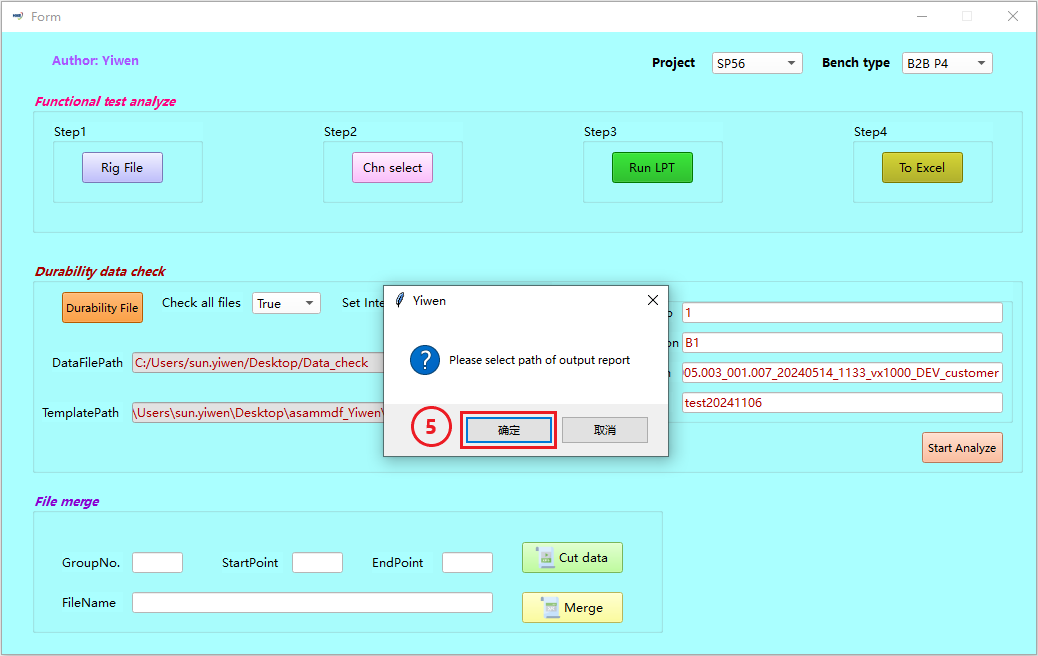 Form
Author: Yiwen
Project SP56 Bench type B2B P4
Functional test analyze
Step1 Step2 Step3 Step4
Rig File Chn select Run LPT To Excel
Durability data check
Durability File Check all files True Set Inte
1
Yiwen
B1
DataFilePath C:/Users/sun.yiwen/Desktop/Data_check
Please select path of output report
05.003_001.007_20240514_1133_vx1000_DEV_customer
TemplatePath \Users\sun.yiwen\Desktop\asammdf_Yiwen\
test20241106
5 确定 取消
Start Analyze
File merge
GroupNo. StartPoint EndPoint Cut data
FileName Merge